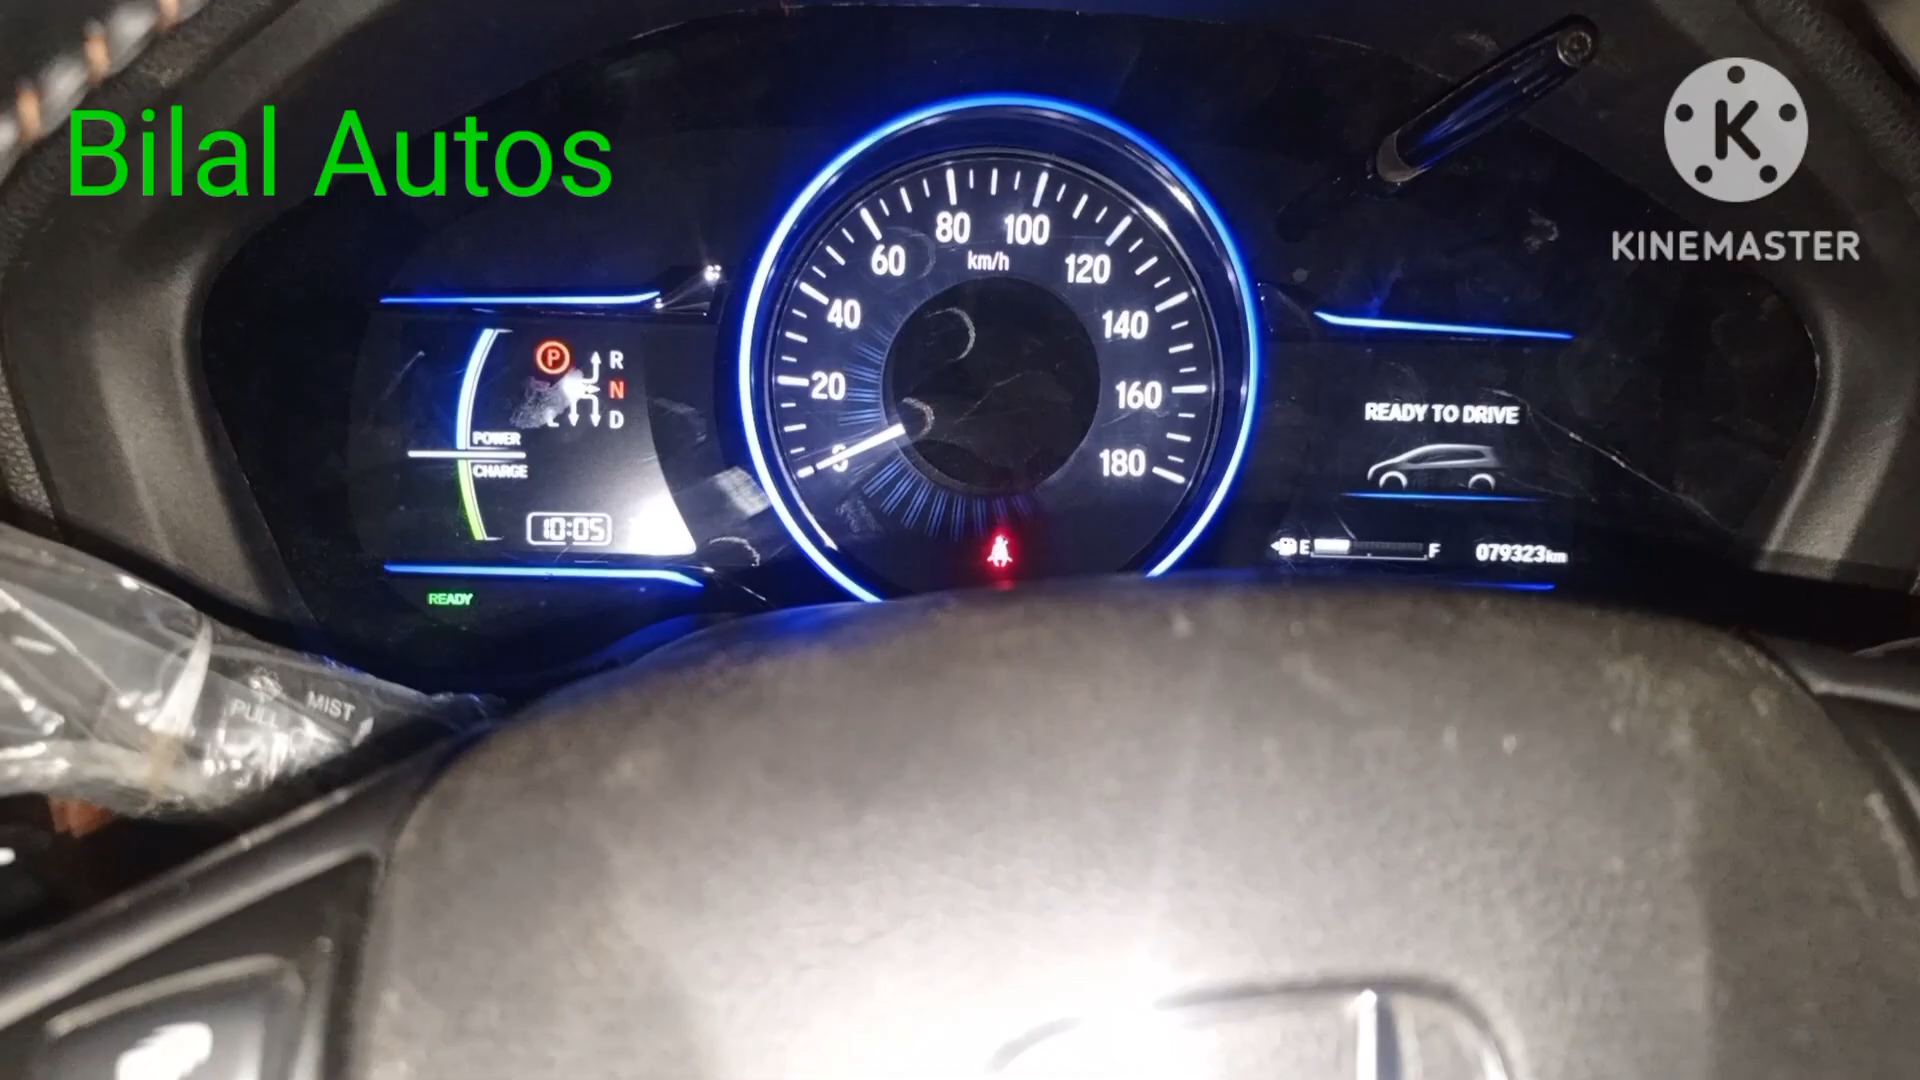 Bilal Autos
K
KINEMASTER
80 100
60 km/h 120
40 140
20 160
0 180
P R
N
D
POWER
CHARGE
10:05
READY
READY TO DRIVE
E F 079323km
PULL MIST